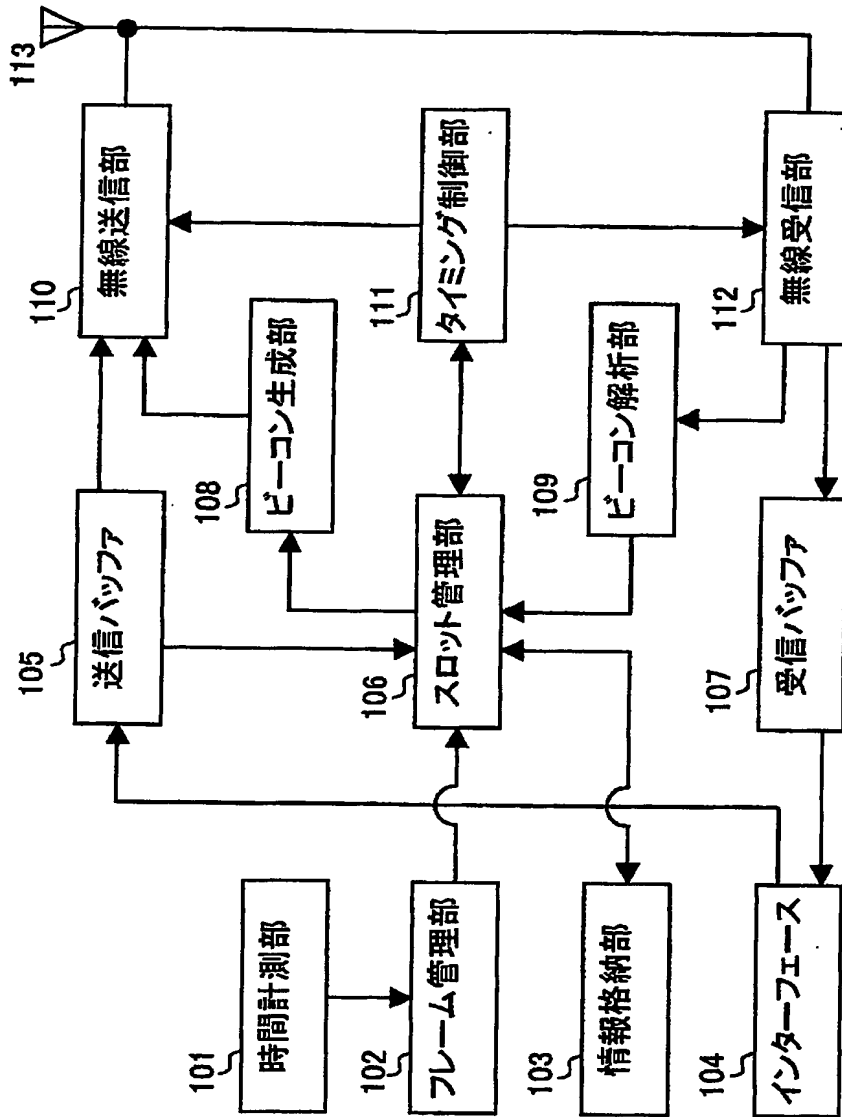 101
時間計測部
102
フレーム管理部
103
情報格納部
104
インターフェース
105
送信バッファ
106
スロット管理部
107
受信バッファ
108
ビーコン生成部
109
ビーコン解析部
110
無線送信部
111
タイミング制御部
112
無線受信部
113